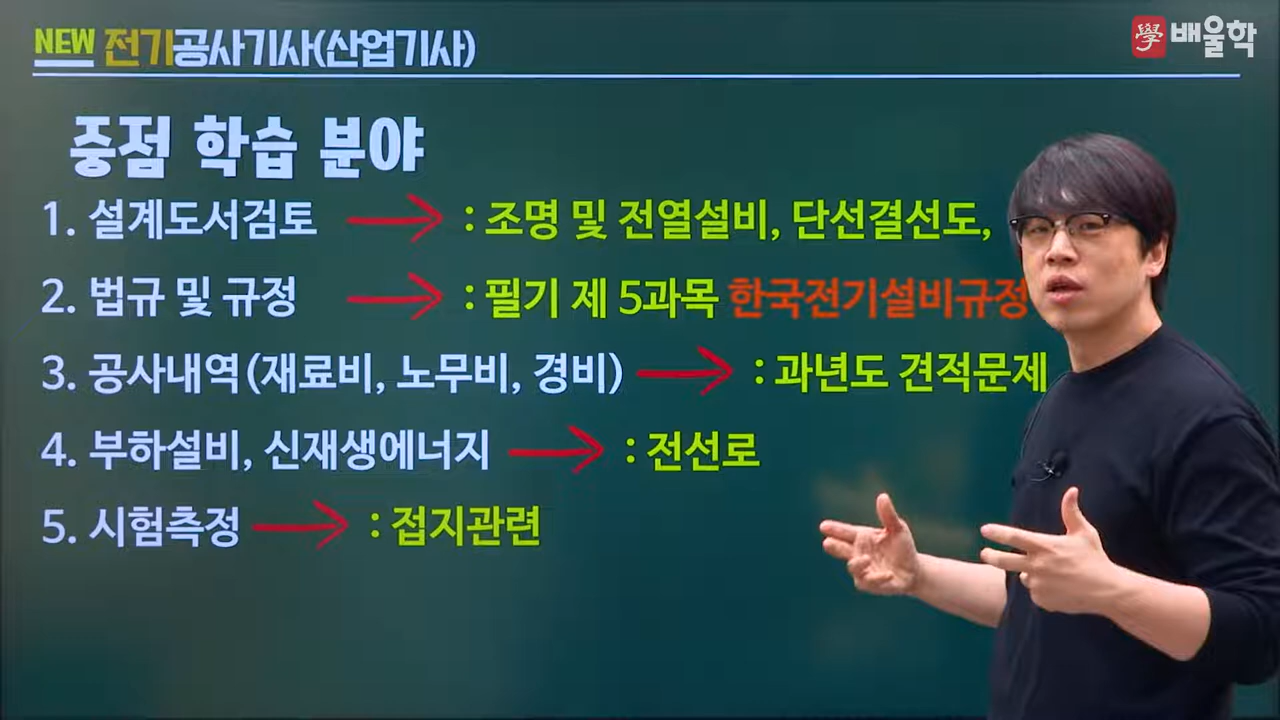 NEW 전기공사기사(산업기사)
學 배울학
중점 학습 분야
1. 설계도서검토 → : 조명 및 전열설비, 단선결선도,
2. 법규 및 규정 → : 필기 제 5과목 한국전기설비규정
3. 공사내역(재료비, 노무비, 경비) → : 과년도 견적문제
4. 부하설비, 신재생에너지 → : 전선로
5. 시험측정 → : 접지관련